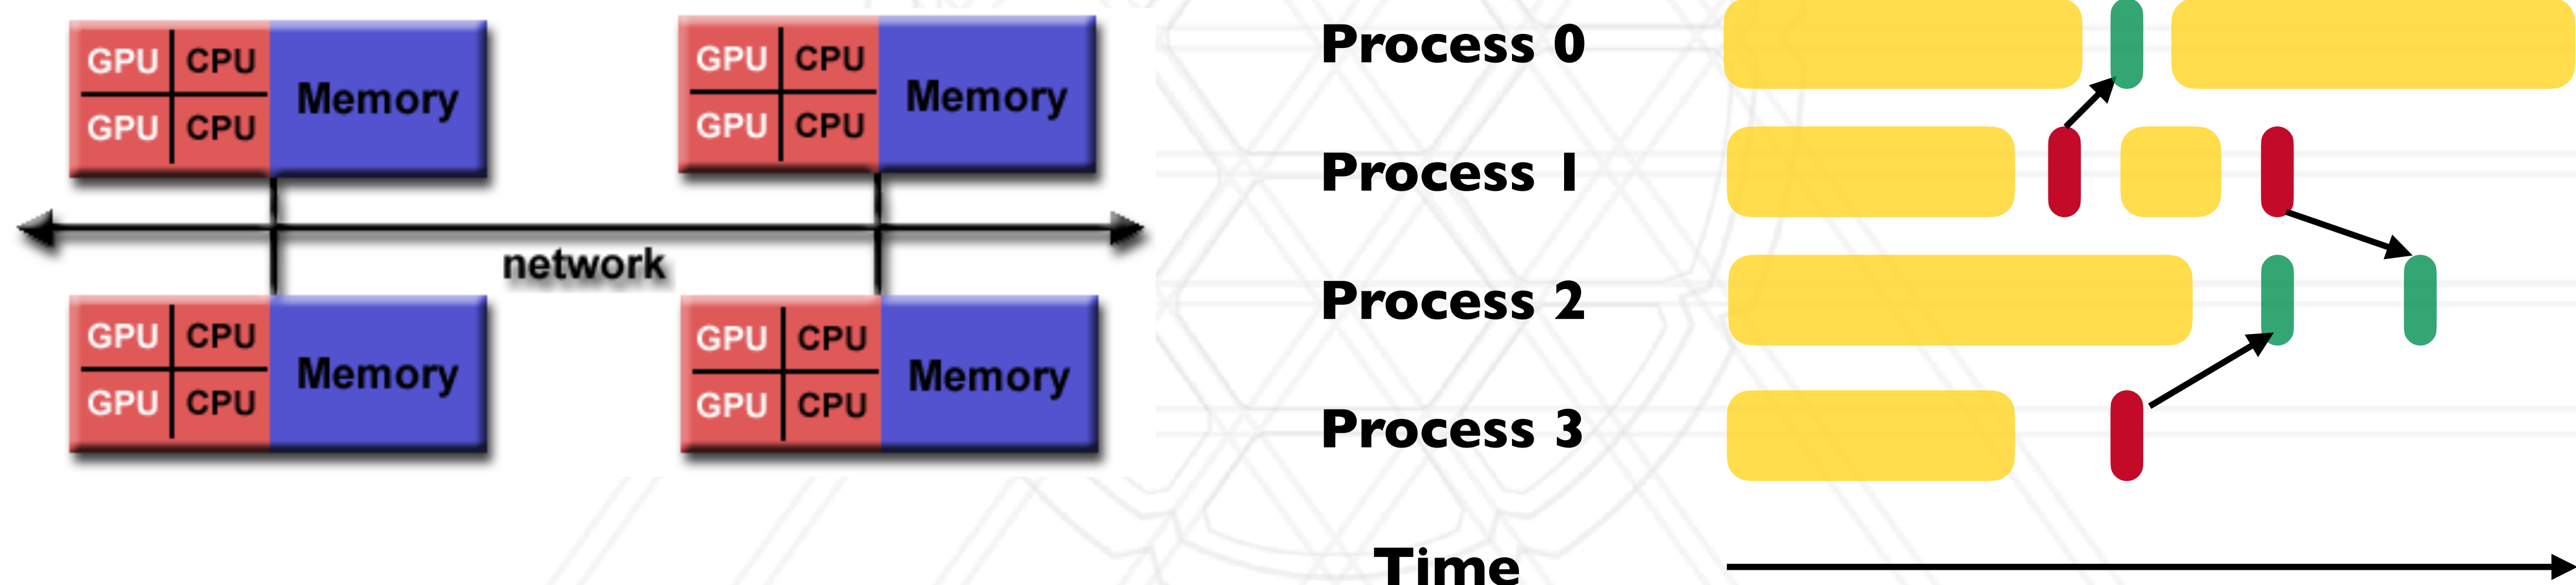 GPU CPU
GPU CPU
Memory
GPU CPU
GPU CPU
Memory
network
GPU CPU
GPU CPU
Memory
GPU CPU
GPU CPU
Memory
Process 0
Process 1
Process 2
Process 3
Time